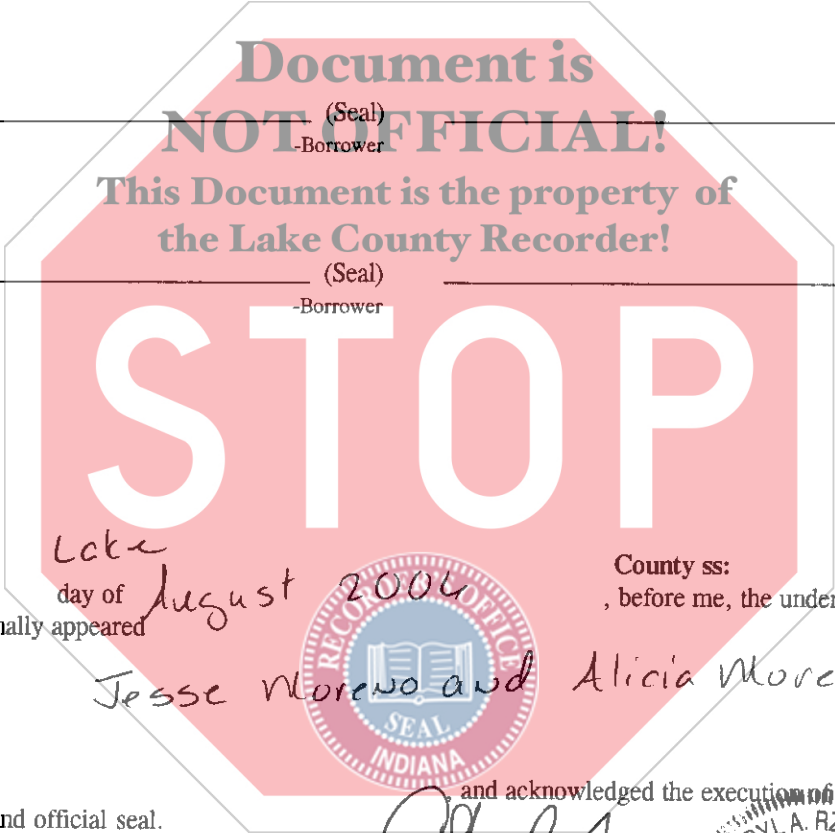 Document is
(Seal)
NOT OFFICIAL!
-Borrower
This Document is the property of
the Lake County Recorder!
(Seal)
-Borrower
STOP
Lake
County ss:
day of August 2004
, before me, the under
nally appeared
Jesse Moreno and Alicia More
RECORDER'S OFFICE
SEAL
INDIANA
, and acknowledged the execution of
nd official seal.